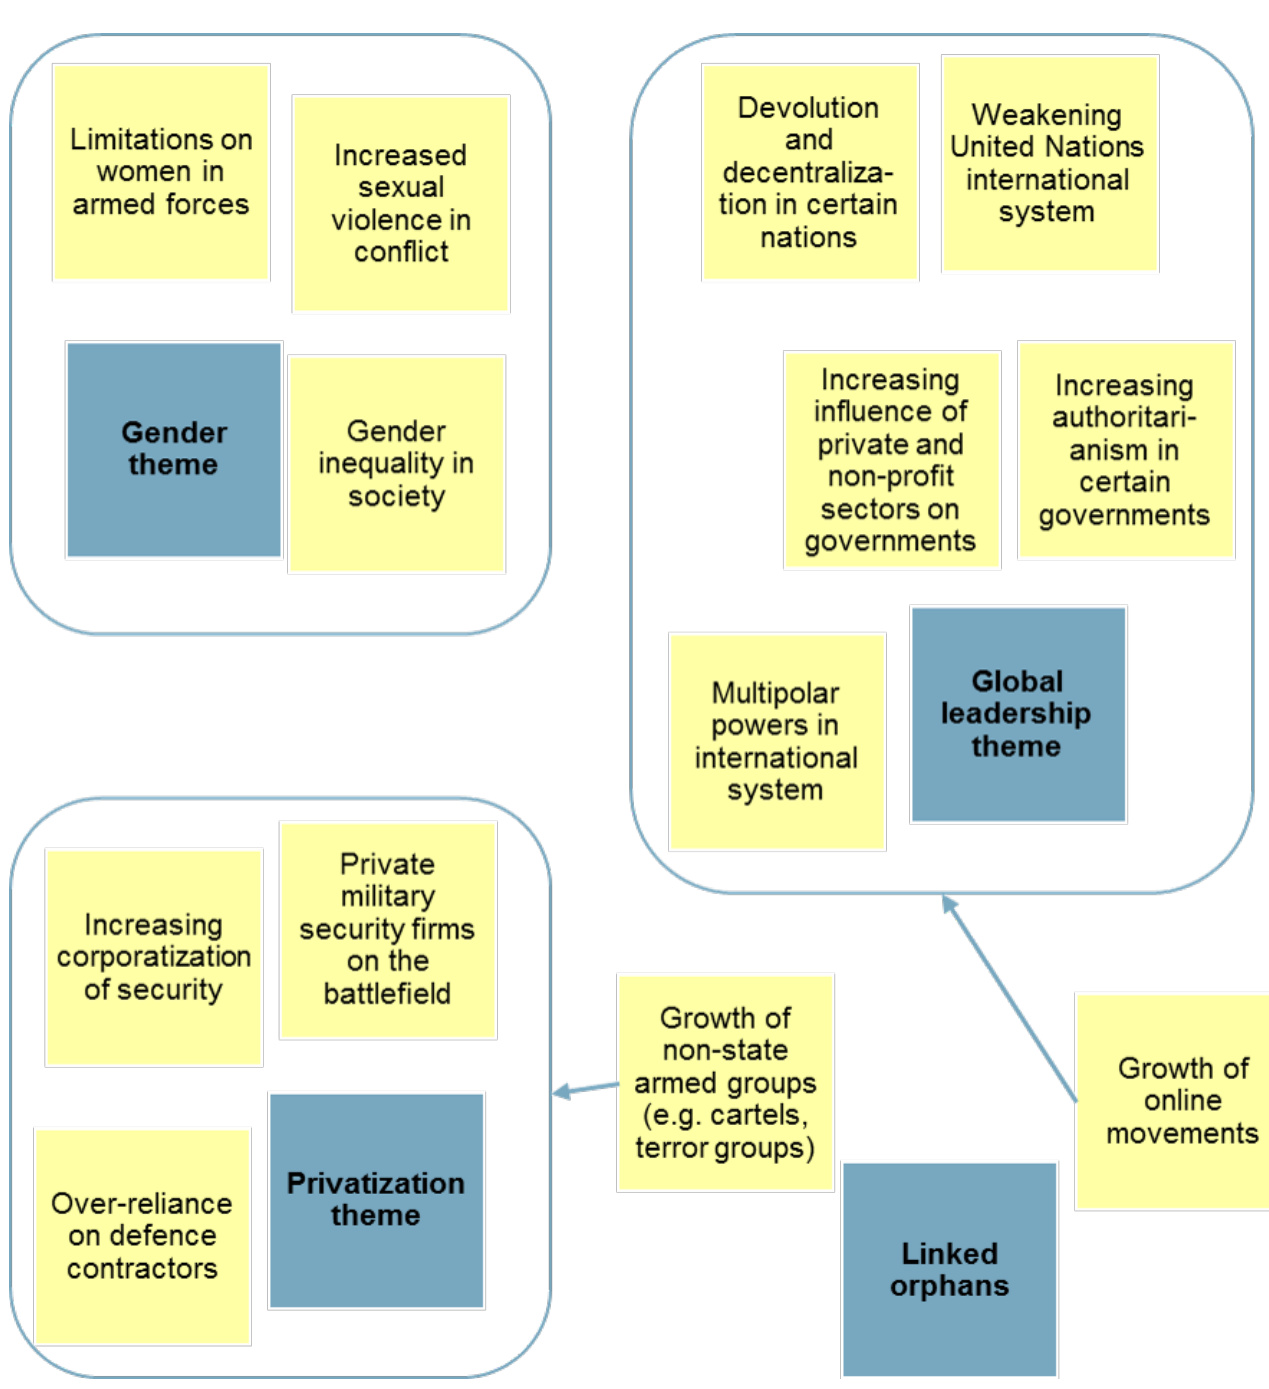 Limitations on
women in
armed forces
Increased
sexual
violence in
conflict
Gender
theme
Gender
inequality in
society
Devolution
and
decentraliza-
tion in certain
nations
Weakening
United Nations
international
system
Increasing
influence of
private and
non-profit
sectors on
governments
Increasing
authoritari-
anism in
certain
governments
Multipolar
powers in
international
system
Global
leadership
theme
Increasing
corporatization
of security
Private
military
security firms
on the
battlefield
Over-reliance
on defence
contractors
Privatization
theme
Growth of
non-state
armed groups
(e.g. cartels,
terror groups)
Linked
orphans
Growth of
online
movements